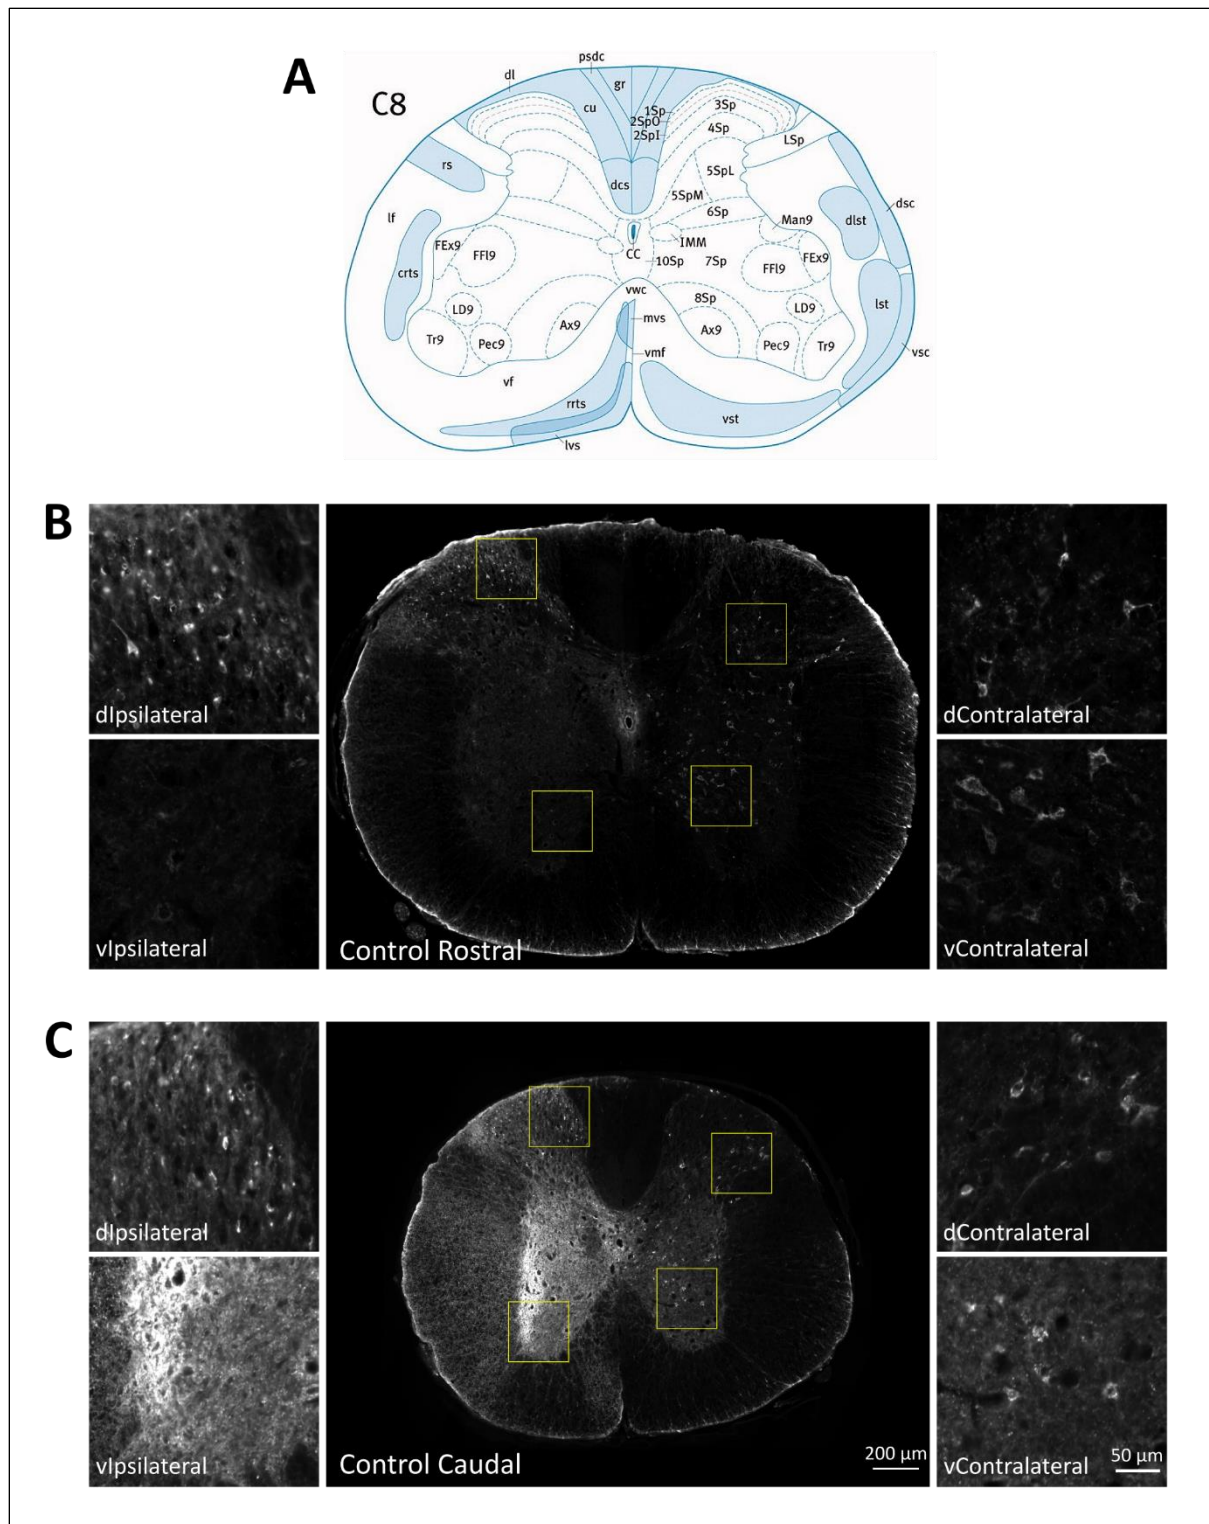 A
C8
psdc
dl
gr
cu
1Sp
2SpO
2SpI
3Sp
4Sp
LSp
rs
dcs
5SpL
5SpM
6Sp
dsc
lf
Man9
dlst
FEx9
FFl9
IMM
CC
10Sp
7Sp
FFl9
FEx9
crts
vwc
8Sp
lst
LD9
mvs
LD9
Tr9
Pec9
Ax9
Ax9
Pec9
Tr9
vsc
vmf
vf
rrts
vst
lvs
B
dIpsilateral
dContralateral
vIpsilateral
Control Rostral
vContralateral
C
dIpsilateral
dContralateral
vIpsilateral
Control Caudal
200 µm
50 µm
vContralateral